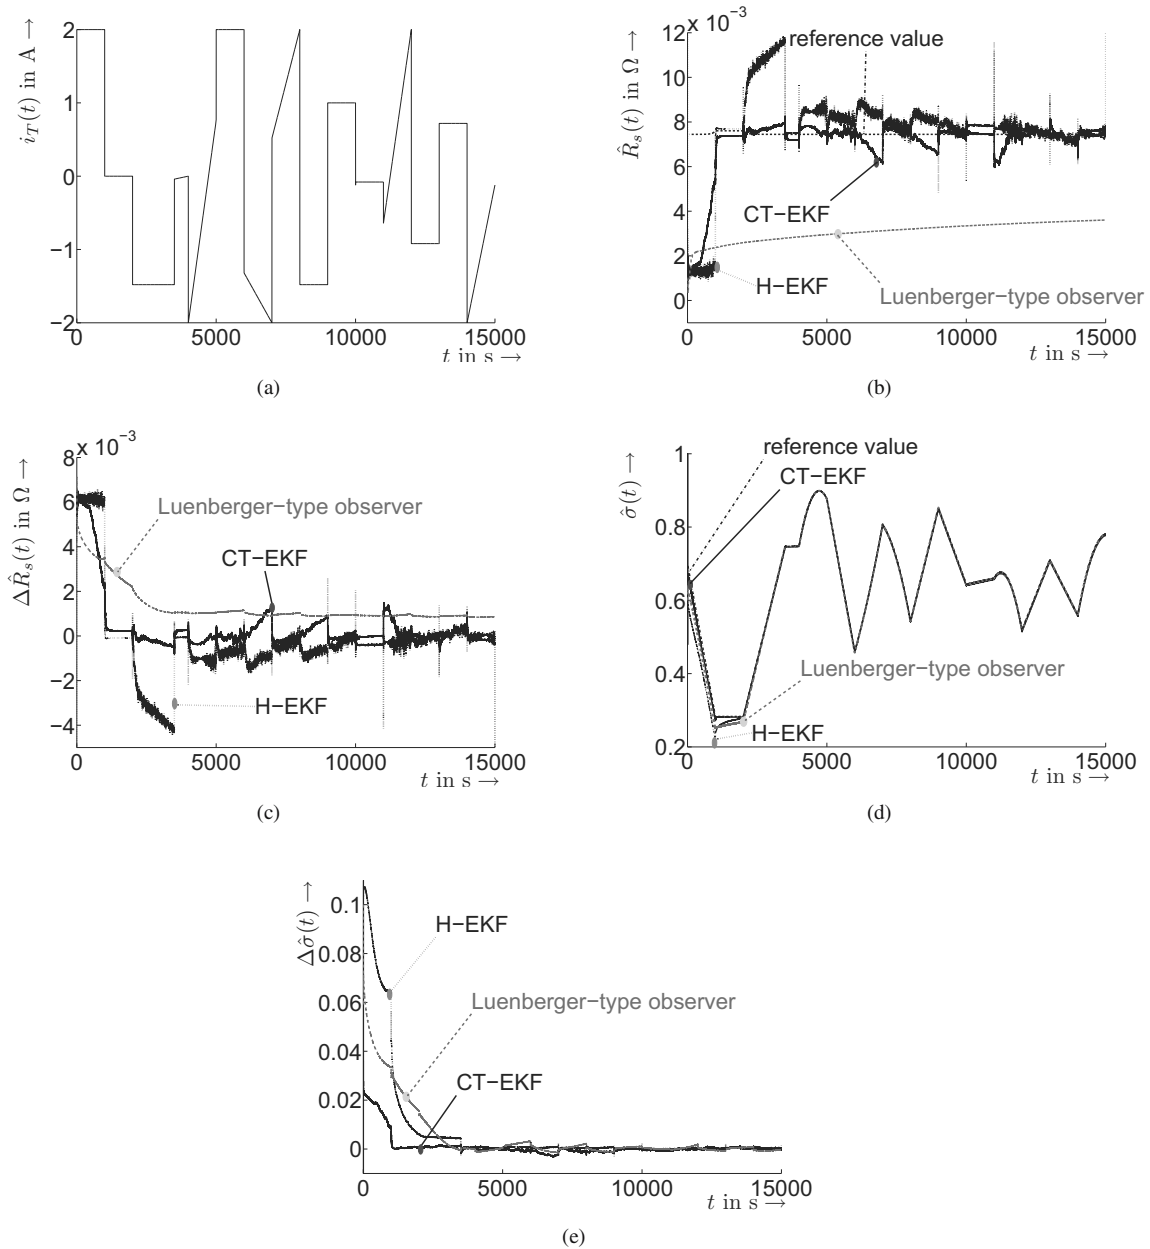 2
1
0
−1
−2
0
5000
10000
15000
i_T(t) in A →
t in s →
(a)
x 10⁻³
12
10
8
6
4
2
0
0
5000
10000
15000
R̂_s(t) in Ω →
t in s →
reference value
CT−EKF
H−EKF
Luenberger−type observer
(b)
x 10⁻³
8
6
4
2
0
−2
−4
0
5000
10000
15000
ΔR̂_s(t) in Ω →
t in s →
Luenberger−type observer
CT−EKF
H−EKF
(c)
1
0.8
0.6
0.4
0.2
0
5000
10000
15000
σ̂(t) →
t in s →
reference value
CT−EKF
Luenberger−type observer
H−EKF
(d)
0.1
0.08
0.06
0.04
0.02
0
0
5000
10000
15000
Δσ̂(t) →
t in s →
H−EKF
Luenberger−type observer
CT−EKF
(e)